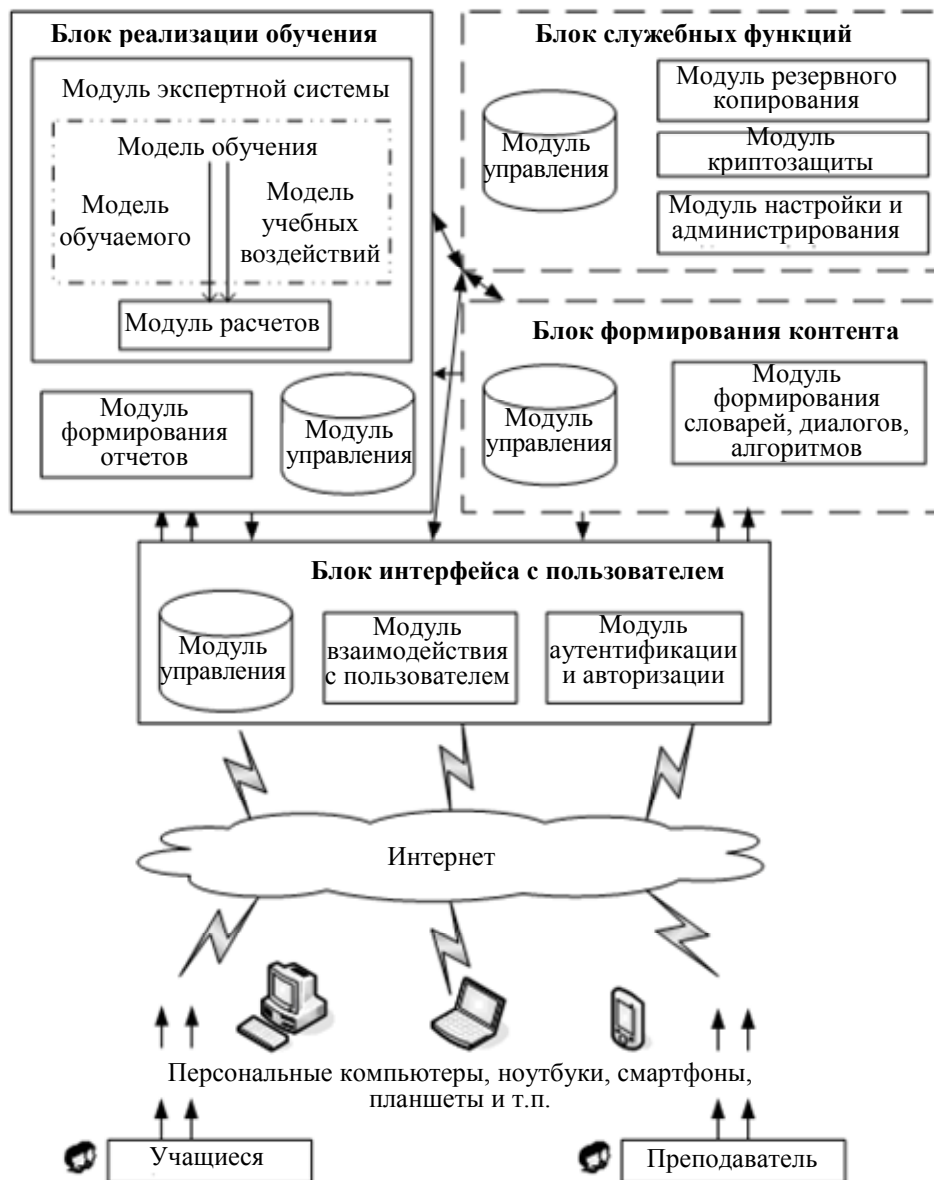 Блок реализации обучения
Модуль экспертной системы
Модель обучения
Модель
обучаемого
Модель
учебных
воздействий
Модуль расчетов
Модуль
формирования
отчетов
Модуль
управления
Блок служебных функций
Модуль
управления
Модуль резервного
копирования
Модуль
криптозащиты
Модуль настройки и
администрирования
Блок формирования контента
Модуль
управления
Модуль
формирования
словарей, диалогов,
алгоритмов
Блок интерфейса с пользователем
Модуль
управления
Модуль
взаимодействия
с пользователем
Модуль
аутентификации
и авторизации
Интернет
Персональные компьютеры, ноутбуки, смартфоны,
планшеты и т.п.
Учащиеся
Преподаватель